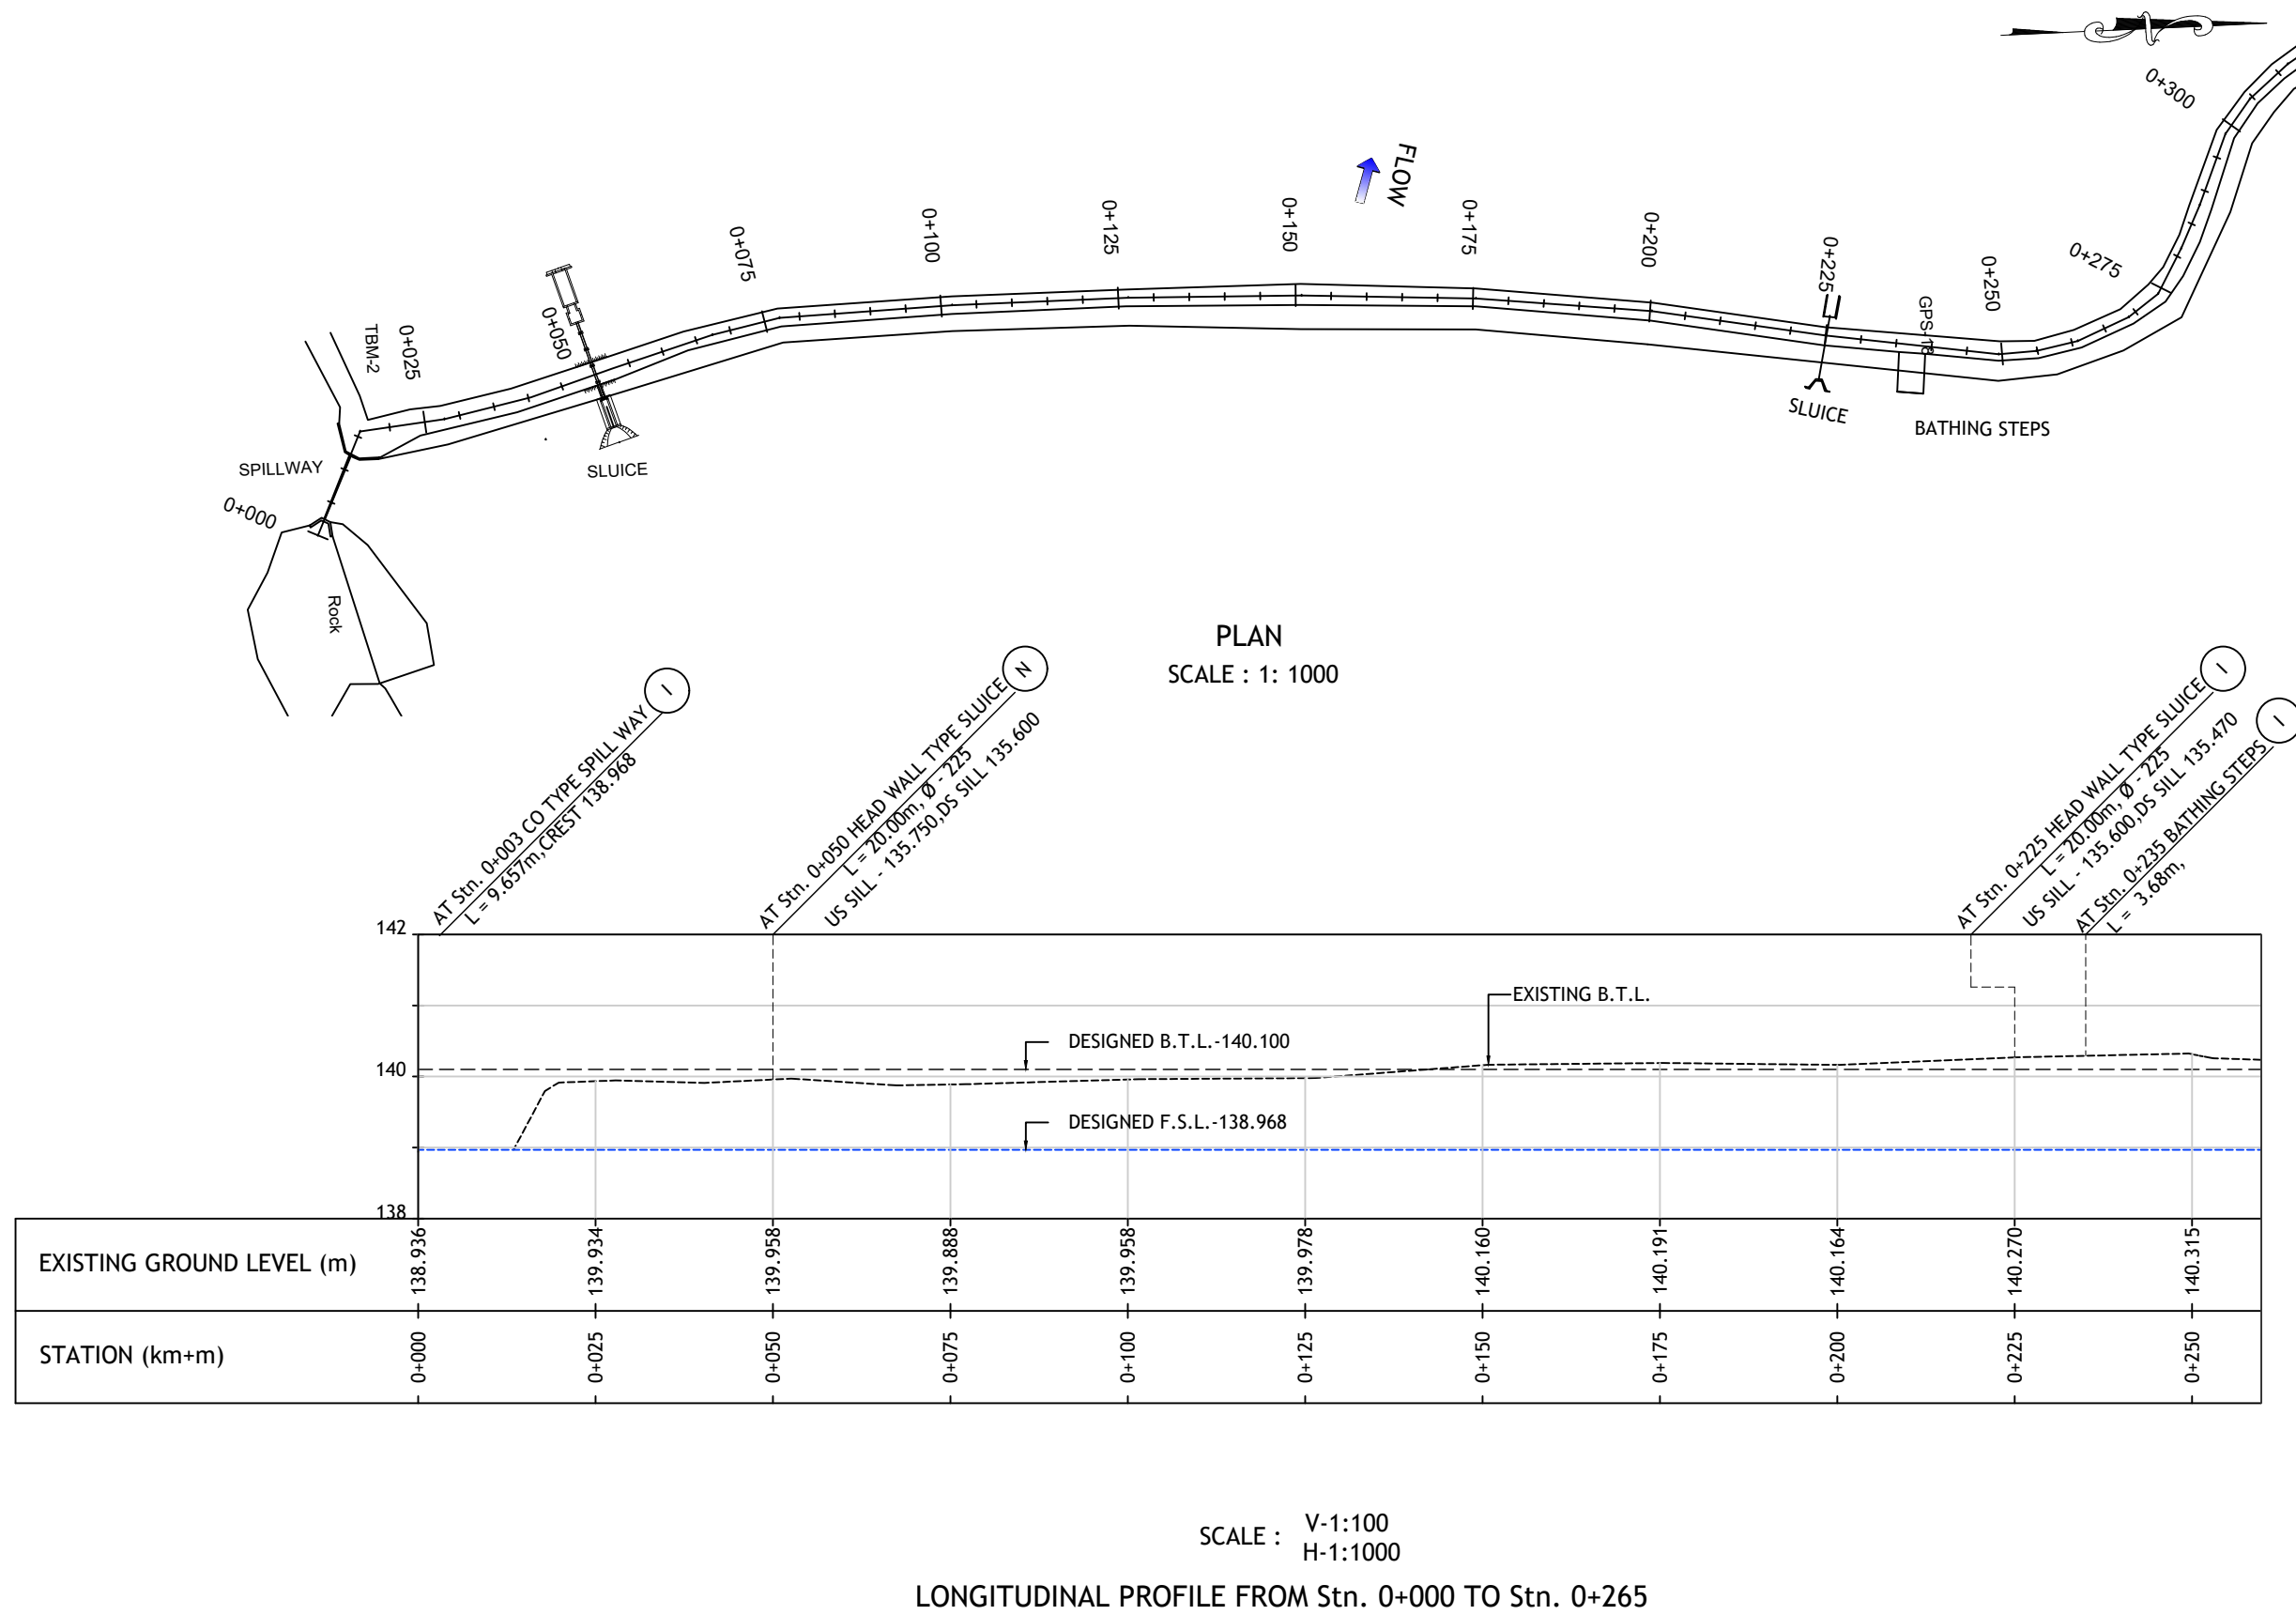 0+300
FLOW
0+275
0+250
0+225
0+200
0+175
0+150
0+125
0+100
0+075
0+050
0+025
TBM-2
GPS-18
SPILLWAY
0+000
SLUICE
SLUICE
BATHING STEPS
Rock
PLAN
SCALE : 1: 1000
AT Stn. 0+003 CO TYPE SPILL WAY
L = 9.657m,CREST 138.968
I
AT Stn. 0+050 HEAD WALL TYPE SLUICE
L = 20.00m, Ø - 225
US SILL - 135.750,DS SILL 135.600
N
AT Stn. 0+225 HEAD WALL TYPE SLUICE
L = 20.00m, Ø - 225
US SILL - 135.600,DS SILL 135.470
I
AT Stn. 0+235 BATHING STEPS
L = 3.68m,
I
142
EXISTING B.T.L.
DESIGNED B.T.L.-140.100
140
DESIGNED F.S.L.-138.968
138
EXISTING GROUND LEVEL (m) 138.936 139.934 139.958 139.888 139.958 139.978 140.160 140.191 140.164 140.270 140.315
STATION (km+m) 0+000 0+025 0+050 0+075 0+100 0+125 0+150 0+175 0+200 0+225 0+250
SCALE : V-1:100
H-1:1000
LONGITUDINAL PROFILE FROM Stn. 0+000 TO Stn. 0+265